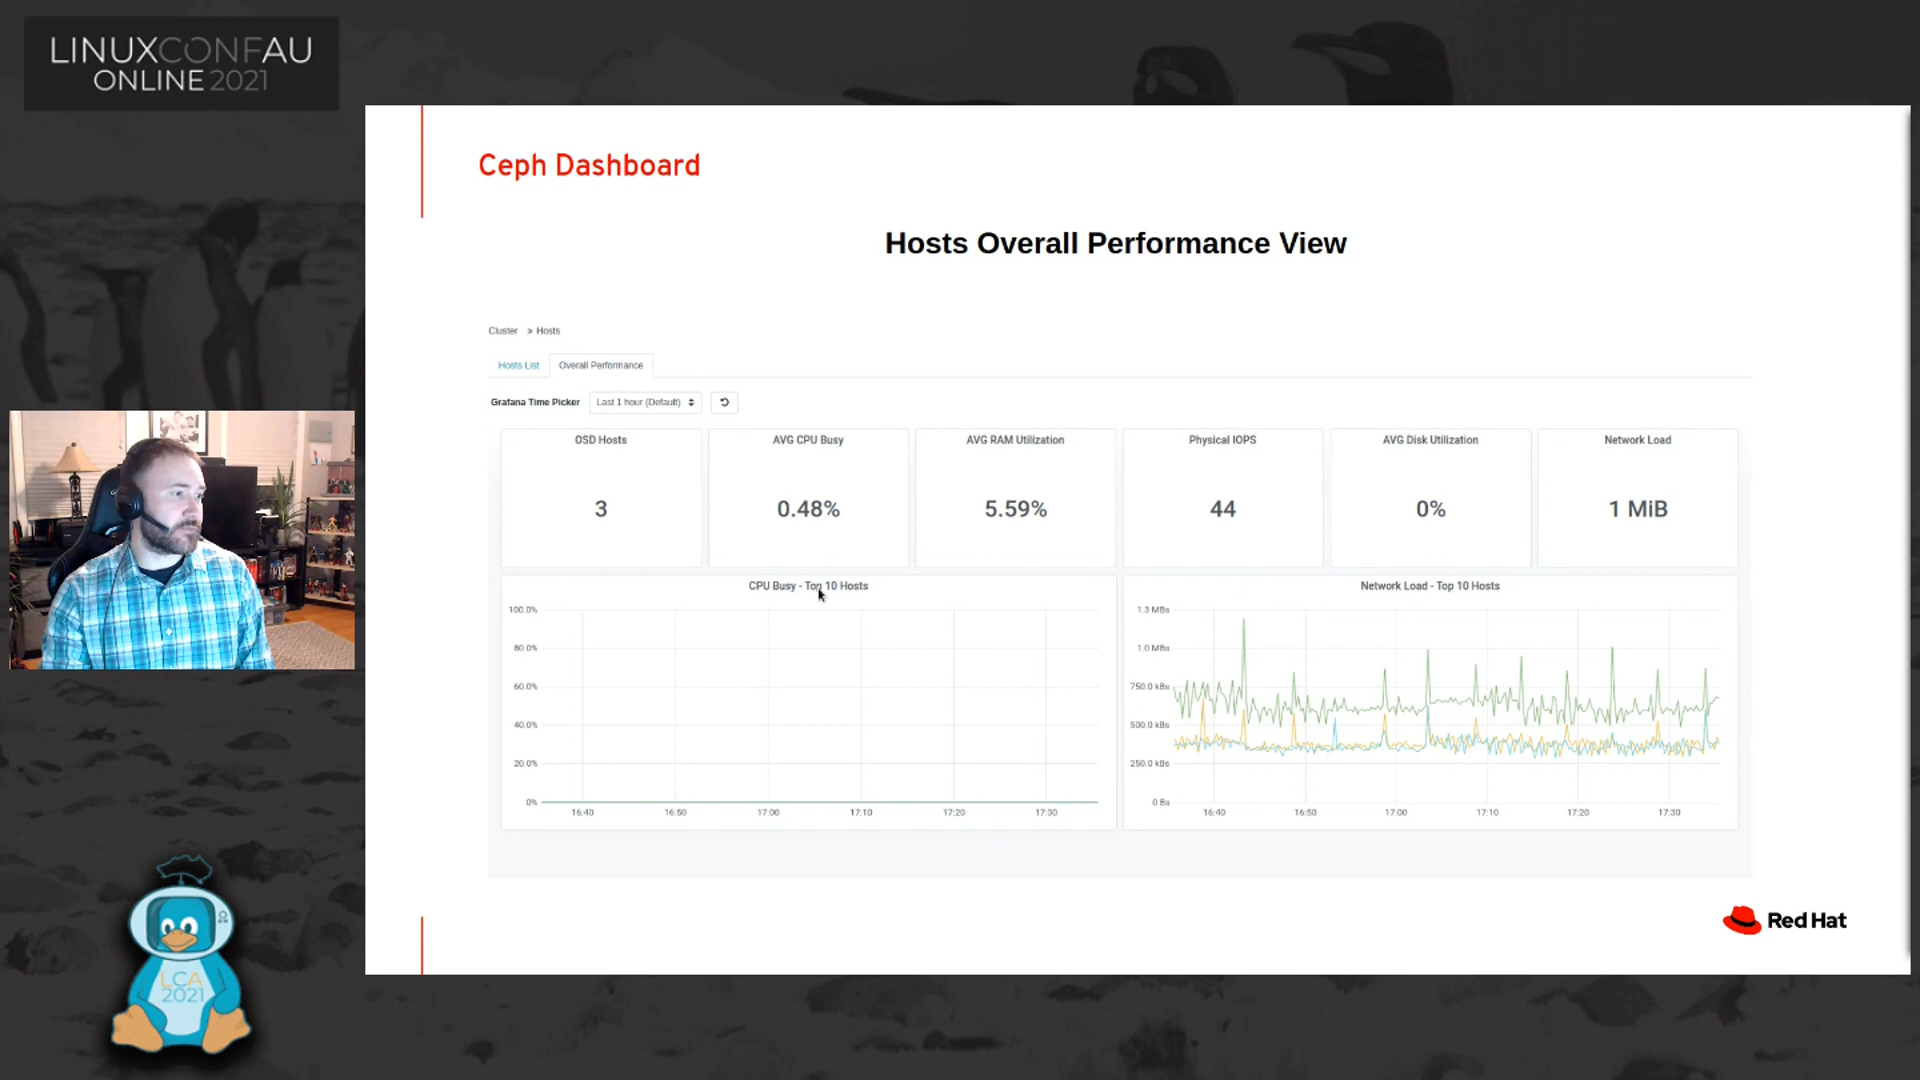 LINUXCONFAU
ONLINE 2021
Ceph Dashboard
Hosts Overall Performance View
Cluster » Hosts
Hosts List Overall Performance
Grafana Time Picker Last 1 hour (Default)
OSD Hosts AVG CPU Busy AVG RAM Utilization Physical IOPS AVG Disk Utilization Network Load
3 0.48% 5.59% 44 0% 1 MiB
CPU Busy - Top 10 Hosts
100.0%
80.0%
60.0%
40.0%
20.0%
0%
16:40 16:50 17:00 17:10 17:20 17:30
Network Load - Top 10 Hosts
1.3 MBs
1.0 MBs
750.0 kBs
500.0 kBs
250.0 kBs
0 Bs
16:40 16:50 17:00 17:10 17:20 17:30
Red Hat
LCA
2021